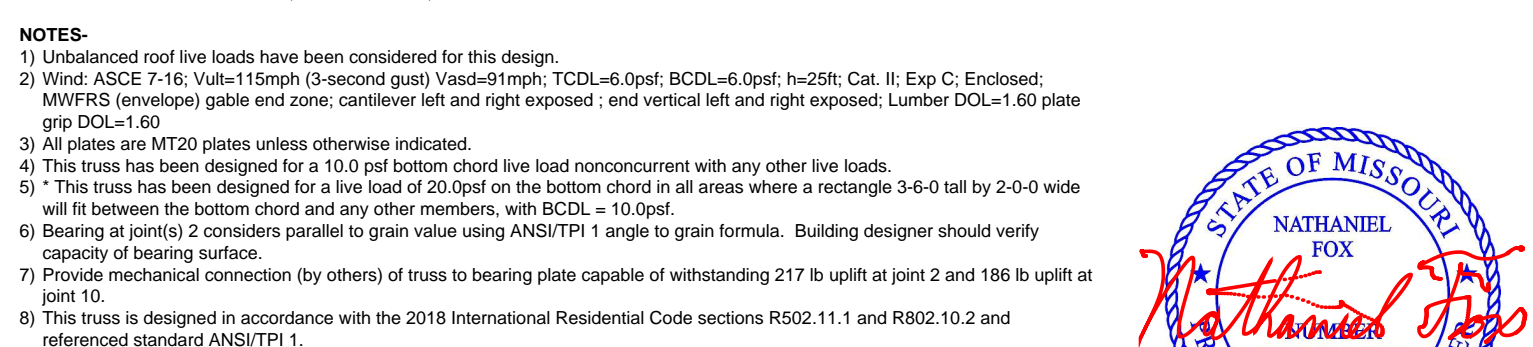 NOTES-
1) Unbalanced roof live loads have been considered for this design.
2) Wind: ASCE 7-16; Vult=115mph (3-second gust) Vasd=91mph; TCDL=6.0psf; BCDL=6.0psf; h=25ft; Cat. II; Exp C; Enclosed;
MWFRS (envelope) gable end zone; cantilever left and right exposed ; end vertical left and right exposed; Lumber DOL=1.60 plate
grip DOL=1.60
3) All plates are MT20 plates unless otherwise indicated.
4) This truss has been designed for a 10.0 psf bottom chord live load nonconcurrent with any other live loads.
5) * This truss has been designed for a live load of 20.0psf on the bottom chord in all areas where a rectangle 3-6-0 tall by 2-0-0 wide
will fit between the bottom chord and any other members, with BCDL = 10.0psf.
6) Bearing at joint(s) 2 considers parallel to grain value using ANSI/TPI 1 angle to grain formula.  Building designer should verify
capacity of bearing surface.
7) Provide mechanical connection (by others) of truss to bearing plate capable of withstanding 217 lb uplift at joint 2 and 186 lb uplift at
joint 10.
8) This truss is designed in accordance with the 2018 International Residential Code sections R502.11.1 and R802.10.2 and
referenced standard ANSI/TPI 1.
STATE OF MISSOURI
NATHANIEL
FOX
Nathaniel Fox
NUMBER